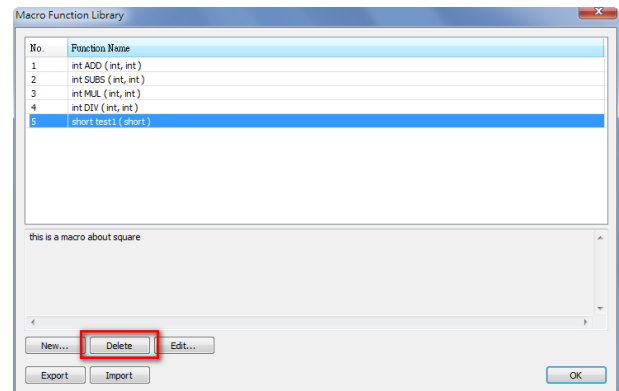 Macro Function Library
No. Function Name
1 int ADD ( int, int )
2 int SUBS ( int, int )
3 int MUL ( int, int )
4 int DIV ( int, int )
5 short test1 ( short )
this is a macro about square
New... Delete Edit...
Export Import OK